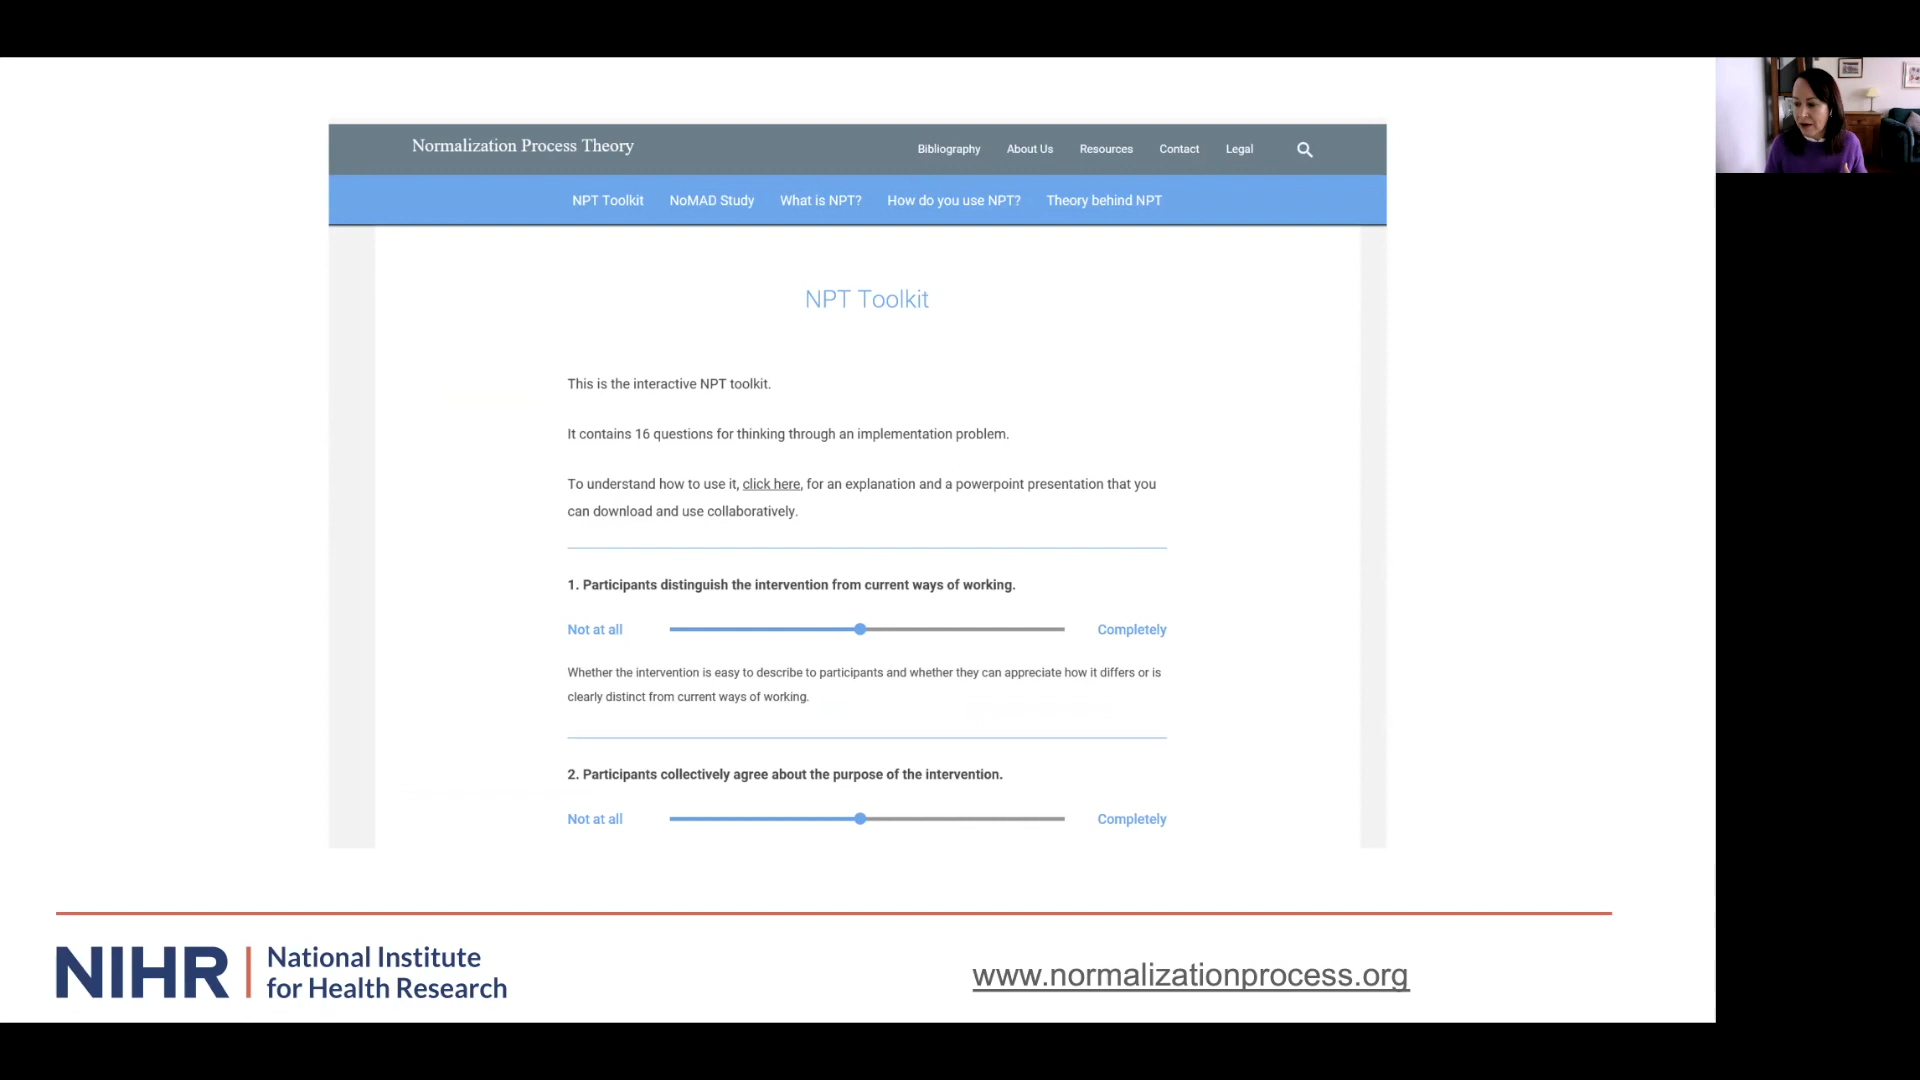 Normalization Process Theory
Bibliography About Us Resources Contact Legal
NPT Toolkit NoMAD Study What is NPT? How do you use NPT? Theory behind NPT
NPT Toolkit
This is the interactive NPT toolkit.
It contains 16 questions for thinking through an implementation problem.
To understand how to use it, click here, for an explanation and a powerpoint presentation that you
can download and use collaboratively.
1. Participants distinguish the intervention from current ways of working.
Not at all Completely
Whether the intervention is easy to describe to participants and whether they can appreciate how it differs or is
clearly distinct from current ways of working.
2. Participants collectively agree about the purpose of the intervention.
Not at all Completely
NIHR | National Institute
for Health Research
www.normalizationprocess.org